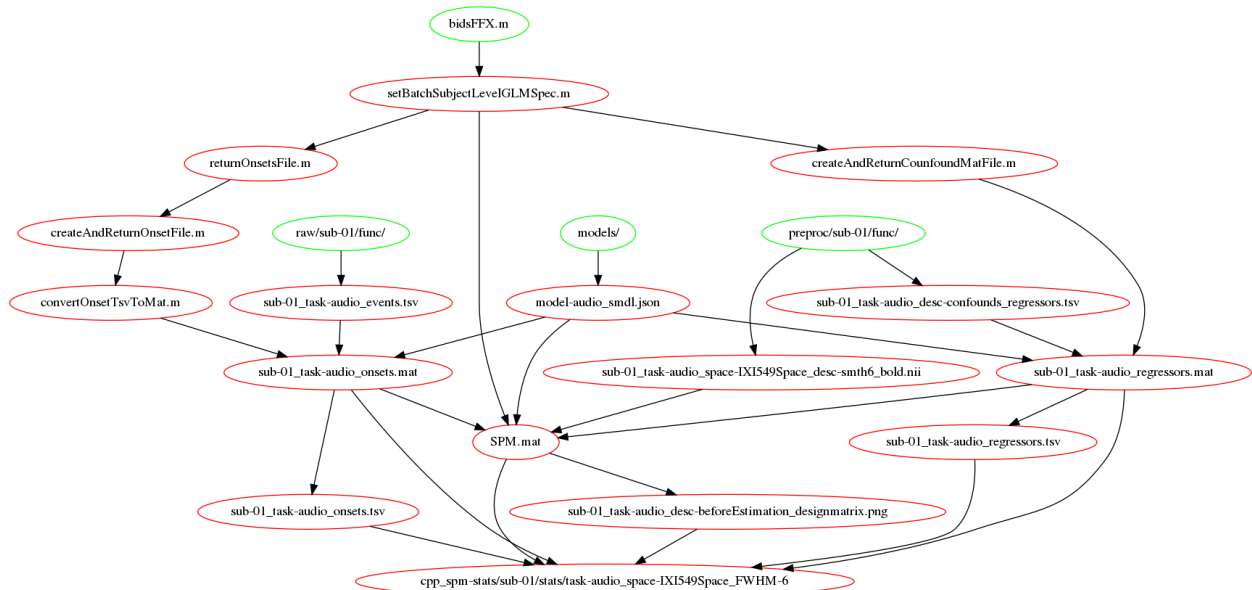 bidsFFX.m
setBatchSubjectLevelGLMSpec.m
returnOnsetsFile.m
createAndReturnCounfoundMatFile.m
createAndReturnOnsetFile.m
raw/sub-01/func/
models/
preproc/sub-01/func/
convertOnsetTsvToMat.m
sub-01_task-audio_events.tsv
model-audio_smdl.json
sub-01_task-audio_desc-confounds_regressors.tsv
sub-01_task-audio_onsets.mat
sub-01_task-audio_space-IXI549Space_desc-smth6_bold.nii
sub-01_task-audio_regressors.mat
SPM.mat
sub-01_task-audio_regressors.tsv
sub-01_task-audio_onsets.tsv
sub-01_task-audio_desc-beforeEstimation_designmatrix.png
cpp_spm-stats/sub-01/stats/task-audio_space-IXI549Space_FWHM-6